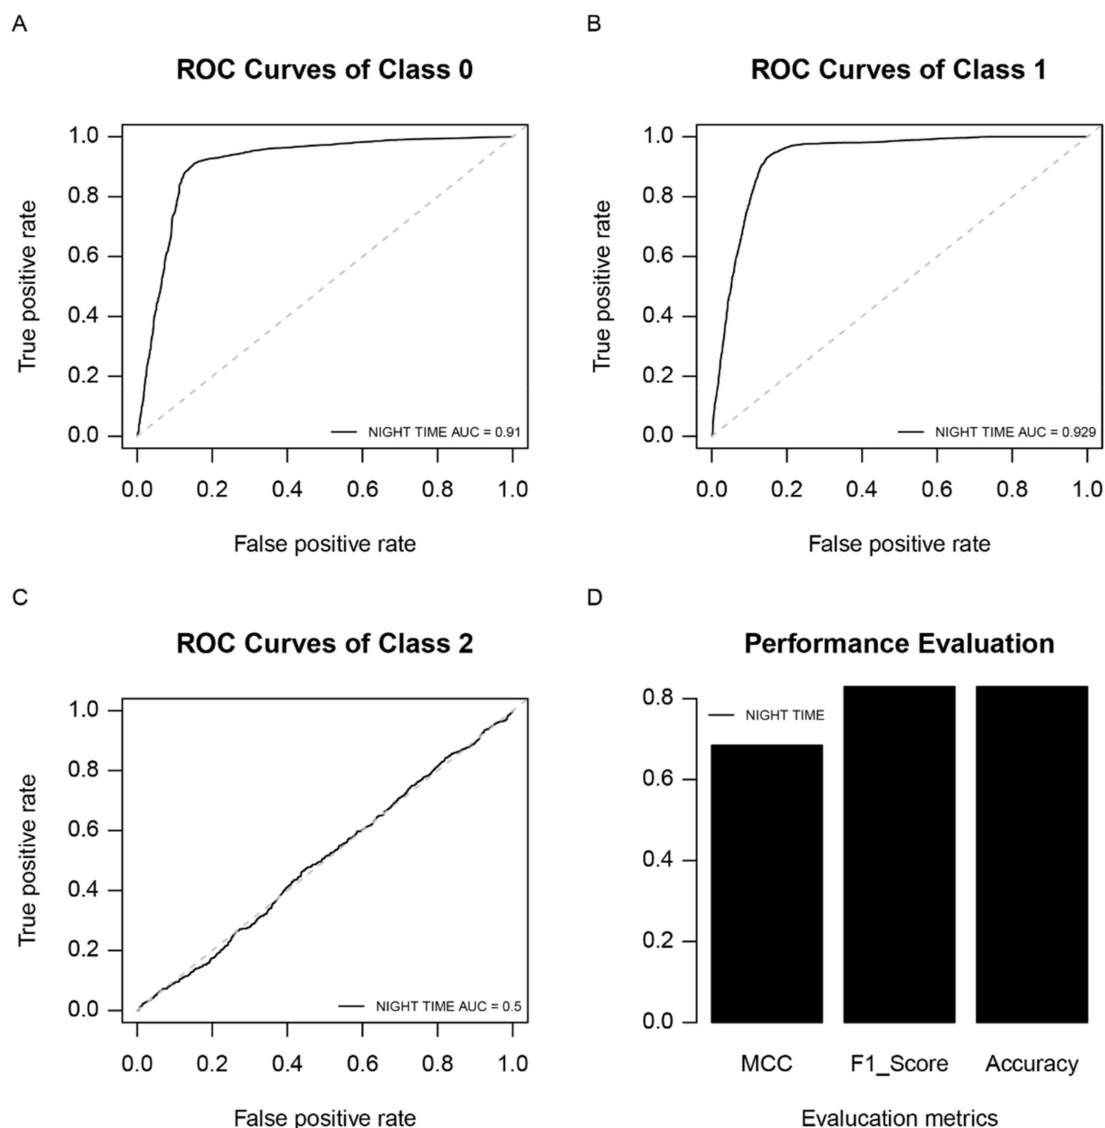 A
ROC Curves of Class 0
True positive rate
1.0
0.8
0.6
0.4
0.2
0.0
NIGHT TIME AUC = 0.91
0.0 0.2 0.4 0.6 0.8 1.0
False positive rate
B
ROC Curves of Class 1
True positive rate
1.0
0.8
0.6
0.4
0.2
0.0
NIGHT TIME AUC = 0.929
0.0 0.2 0.4 0.6 0.8 1.0
False positive rate
C
ROC Curves of Class 2
True positive rate
1.0
0.8
0.6
0.4
0.2
0.0
NIGHT TIME AUC = 0.5
0.0 0.2 0.4 0.6 0.8 1.0
False positive rate
D
Performance Evaluation
0.8
0.6
0.4
0.2
0.0
NIGHT TIME
MCC F1_Score Accuracy
Evalucation metrics